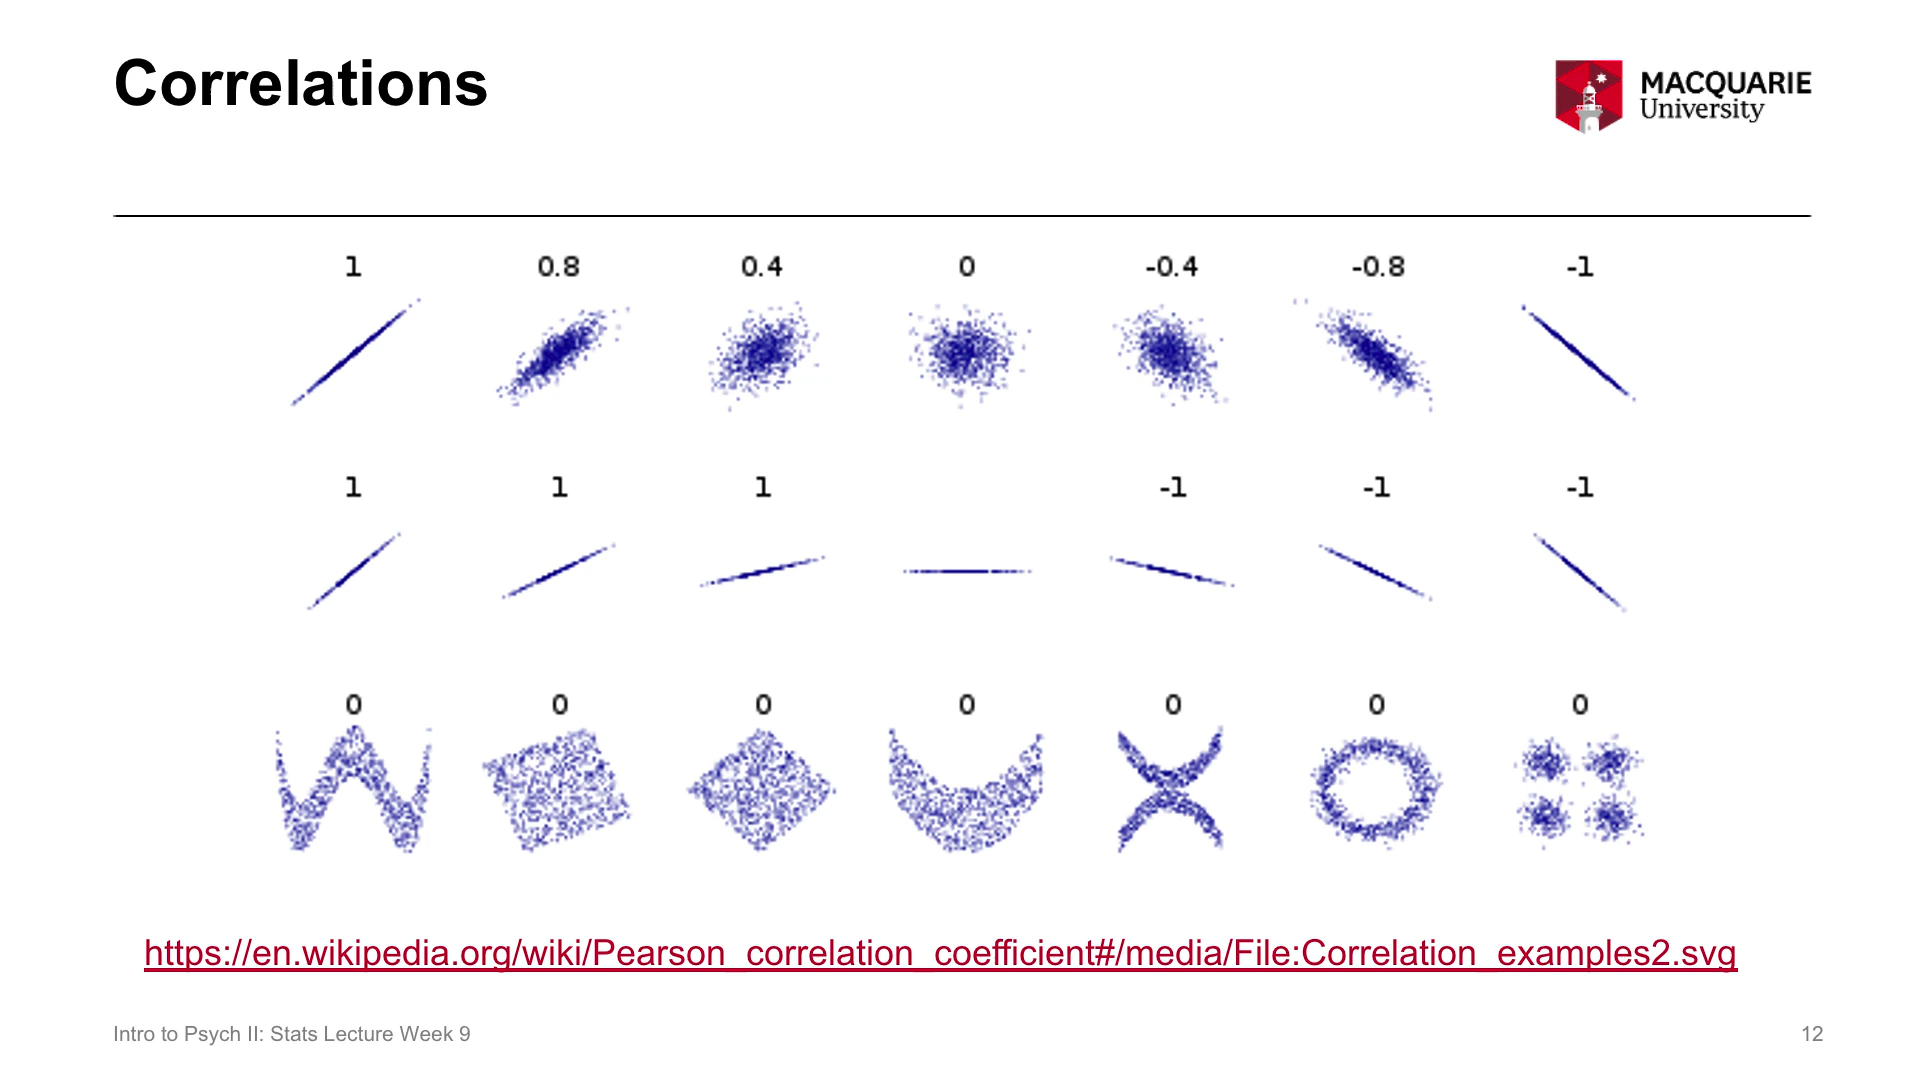 Correlations
MACQUARIE
University
1 0.8 0.4 0 -0.4 -0.8 -1
1 1 1 -1 -1 -1
0 0 0 0 0 0 0
https://en.wikipedia.org/wiki/Pearson_correlation_coefficient#/media/File:Correlation_examples2.svg
Intro to Psych II: Stats Lecture Week 9
12